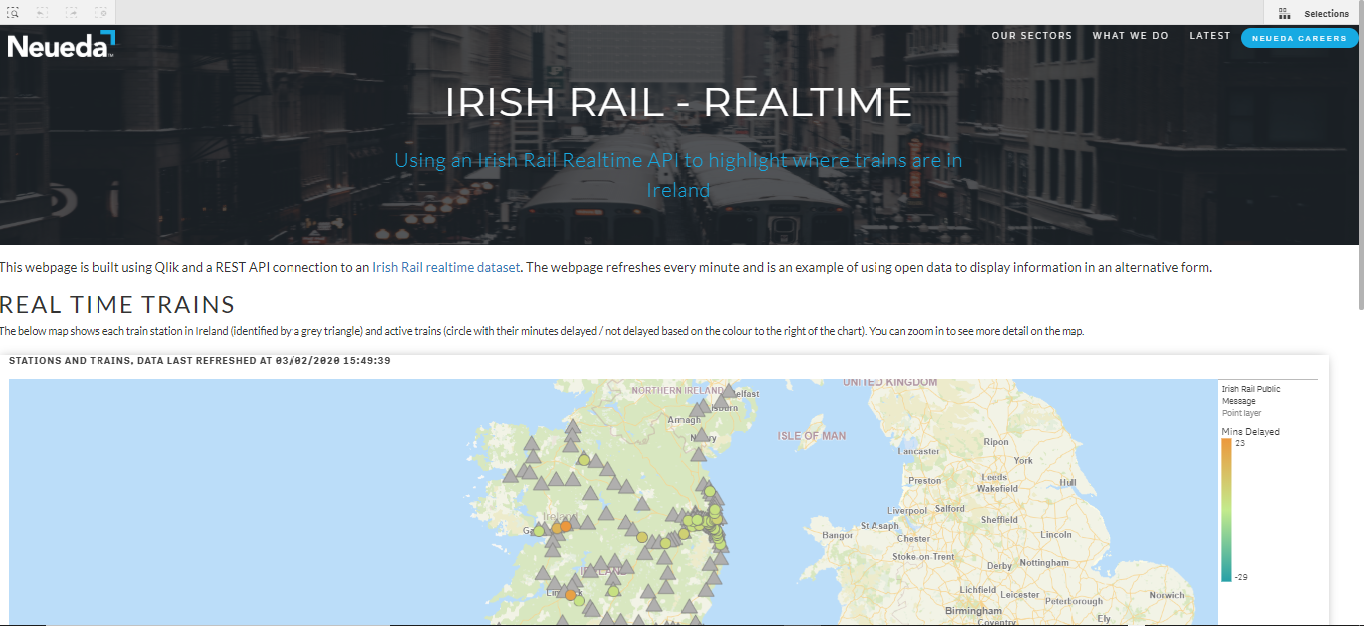 Selections
Neueda
OUR SECTORS WHAT WE DO LATEST NEUEDA CAREERS
IRISH RAIL - REALTIME
Using an Irish Rail Realtime API to highlight where trains are in
Ireland
This webpage is built using Qlik and a REST API connection to an Irish Rail realtime dataset. The webpage refreshes every minute and is an example of using open data to display information in an alternative form.
REAL TIME TRAINS
The below map shows each train station in Ireland (identified by a grey triangle) and active trains (circle with their minutes delayed / not delayed based on the colour to the right of the chart). You can zoom in to see more detail on the map.
STATIONS AND TRAINS, DATA LAST REFRESHED AT 03/02/2020 15:49:39
UNITED KINGDOM
NORTHERN IRELAND
Armagh
ISLE OF MAN
Ripon
Lancaster
York
Preston
Leeds
Wakefield
Hull
Liverpool
Salford
Ireland
Sheffield
St Asaph
Bangor
Chester
Lincoln
Stoke-on-Trent
Derby
Nottingham
Lichfield
Leicester
Peterborough
Norwich
Birmingham
Coventry
Ely
Irish Rail Public
Message
Point layer
Mins Delayed
23
-29